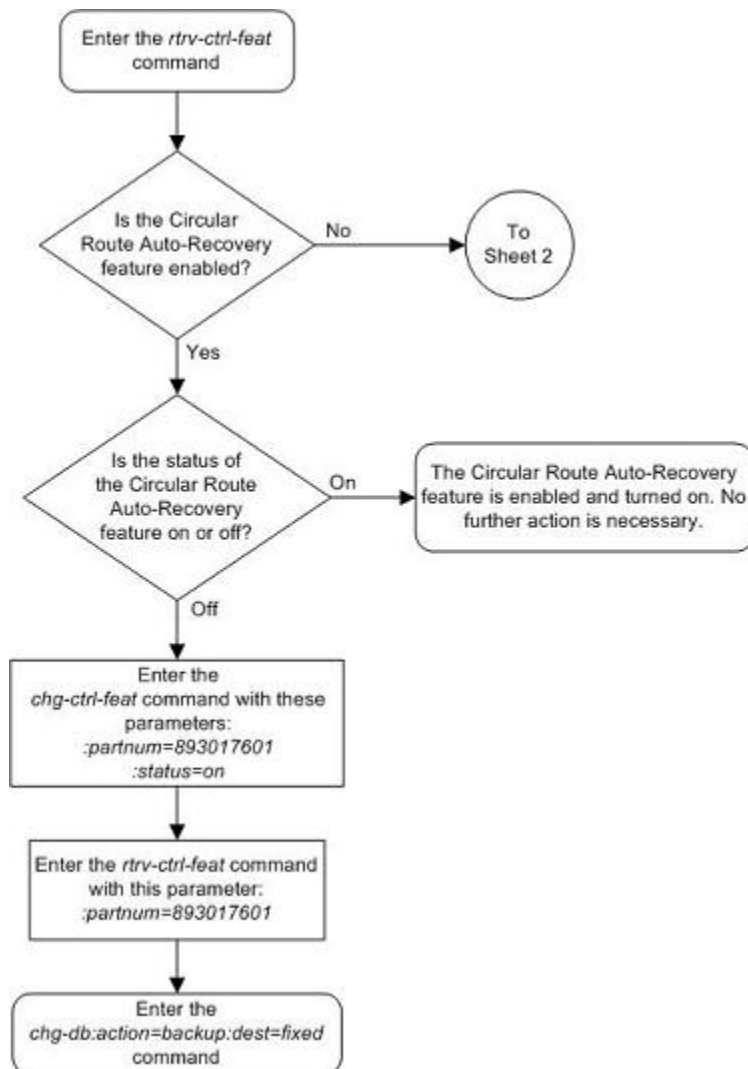 Enter the rtrv-ctrl-feat
command
Is the Circular
Route Auto-Recovery
feature enabled?
No
To
Sheet 2
Yes
Is the status of
the Circular Route
Auto-Recovery
feature on or off?
On
The Circular Route Auto-Recovery
feature is enabled and turned on. No
further action is necessary.
Off
Enter the
chg-ctrl-feat command with these
parameters:
:partnum=893017601
:status=on
Enter the rtrv-ctrl-feat command
with this parameter:
:partnum=893017601
Enter the
chg-db:action=backup:dest=fixed
command